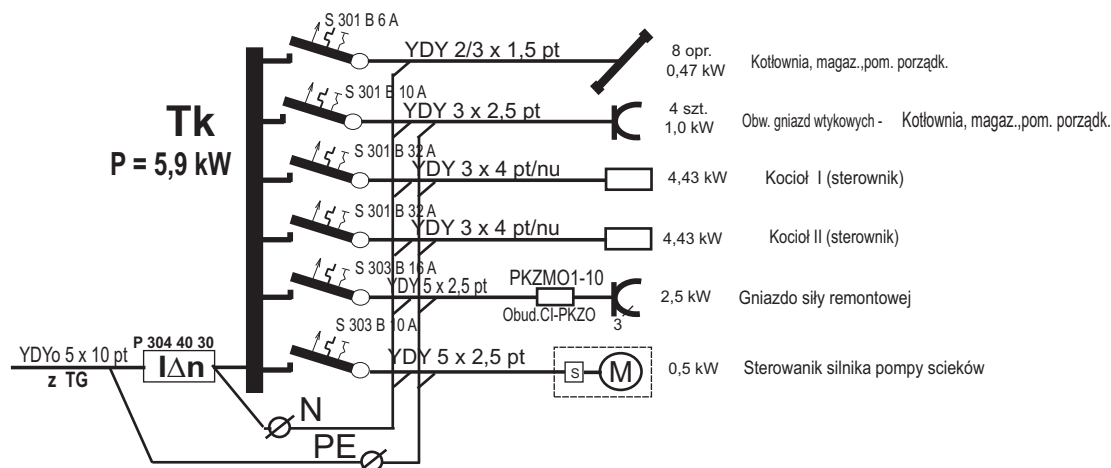 S 301 B 6 A
YDY 2/3 x 1,5 pt
8 opr.
0,47 kW
Kotłownia, magaz.,pom. porządk.
S 301 B 10 A
YDY 3 x 2,5 pt
4 szt.
1,0 kW
Obw. gniazd wtykowych - Kotłownia, magaz.,pom. porządk.
Tk
P = 5,9 kW
S 301 B 32 A
YDY 3 x 4 pt/nu
4,43 kW
Kocioł I (sterownik)
S 301 B 32 A
YDY 3 x 4 pt/nu
4,43 kW
Kocioł II (sterownik)
S 303 B 16 A
YDY 5 x 2,5 pt
PKZMO1-10
Obud.CI-PKZO
3
2,5 kW
Gniazdo siły remontowej
S 303 B 10 A
YDY 5 x 2,5 pt
S
M
0,5 kW
Sterowanik silnika pompy scieków
YDYo 5 x 10 pt
z TG
P 304 40 30
I∆n
N
PE